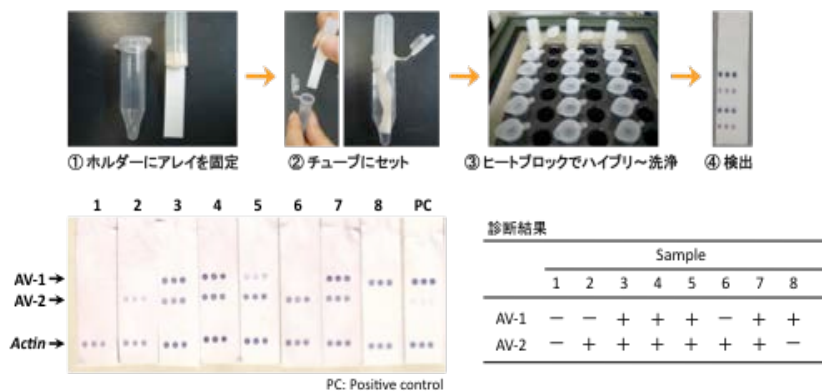 ① ホルダーにアレイを固定
② チューブにセット
③ ヒートブロックでハイブリ～洗浄
④ 検出
1 2 3 4 5 6 7 8 PC
AV-1 →
AV-2 →
Actin →
PC: Positive control
診断結果
Sample
1 2 3 4 5 6 7 8
AV-1 − − + + + − + +
AV-2 − + + + + + + −